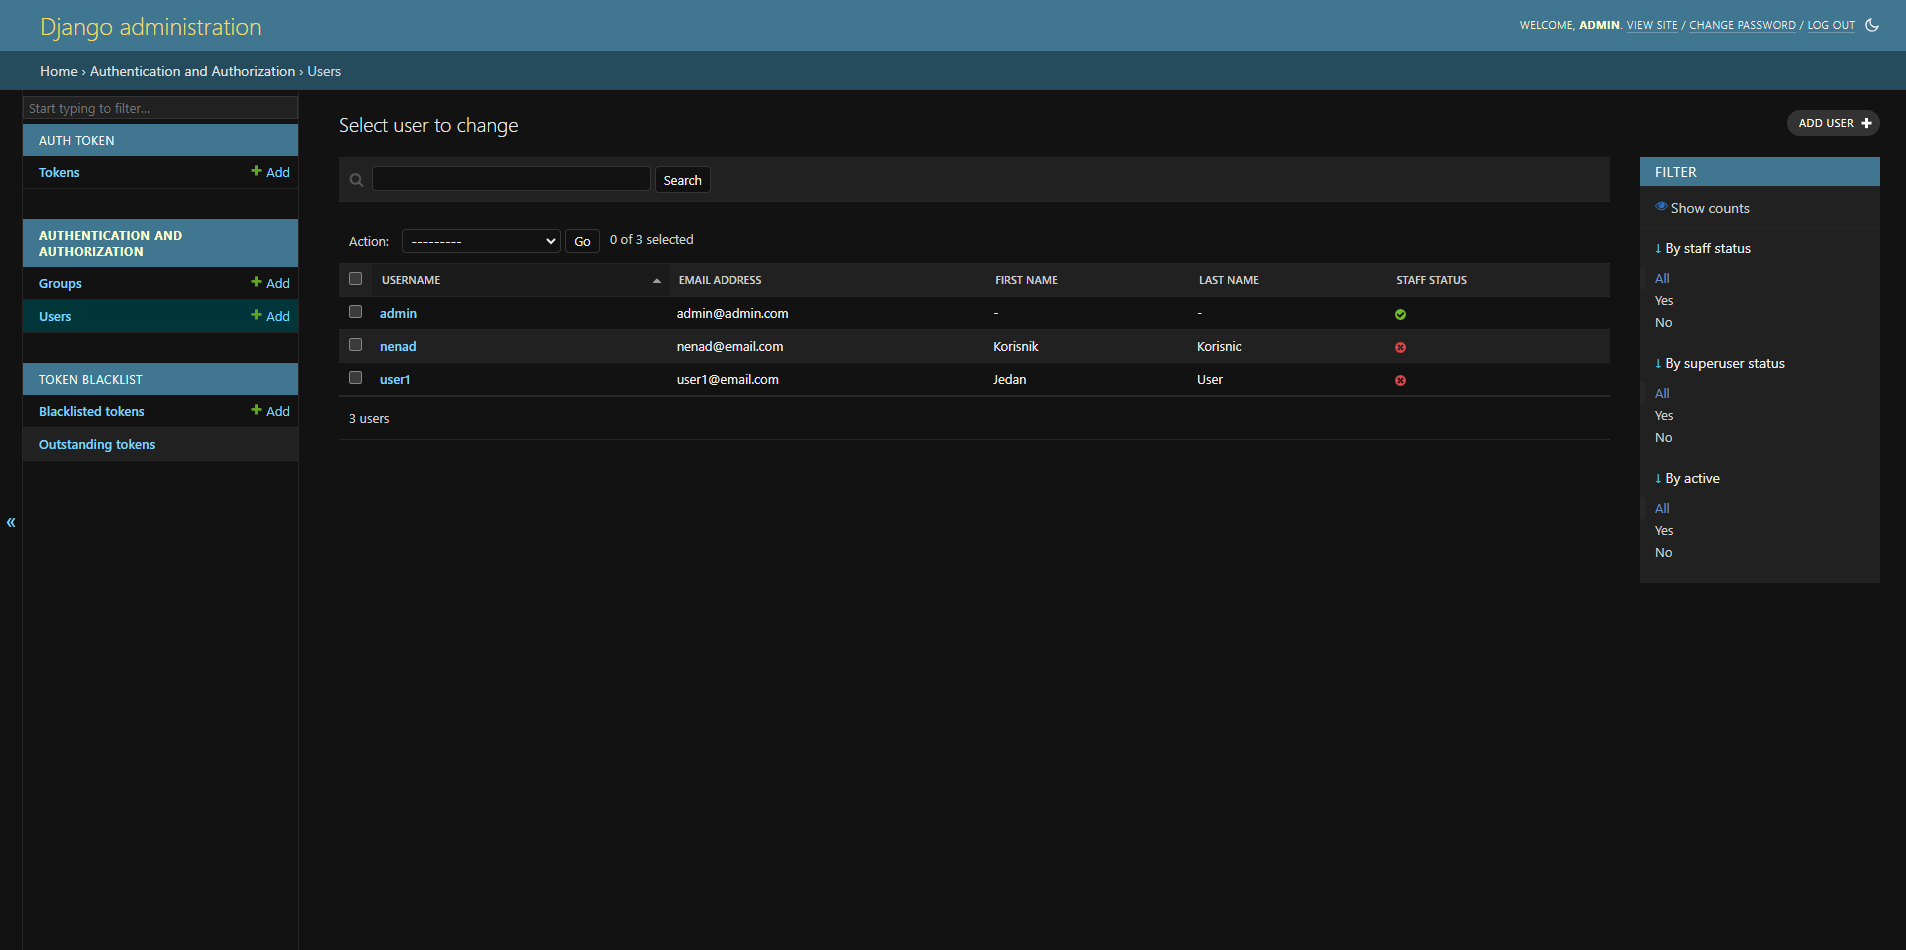 Django administration
WELCOME, ADMIN. VIEW SITE / CHANGE PASSWORD / LOG OUT
Home › Authentication and Authorization › Users
Start typing to filter...
AUTH TOKEN
Tokens + Add
AUTHENTICATION AND
AUTHORIZATION
Groups + Add
Users + Add
TOKEN BLACKLIST
Blacklisted tokens + Add
Outstanding tokens
«
Select user to change
ADD USER +
Search
Action: --------- Go 0 of 3 selected
USERNAME EMAIL ADDRESS FIRST NAME LAST NAME STAFF STATUS
admin admin@admin.com - -
nenad nenad@email.com Korisnik Korisnic
user1 user1@email.com Jedan User
3 users
FILTER
Show counts
↓ By staff status
All
Yes
No
↓ By superuser status
All
Yes
No
↓ By active
All
Yes
No